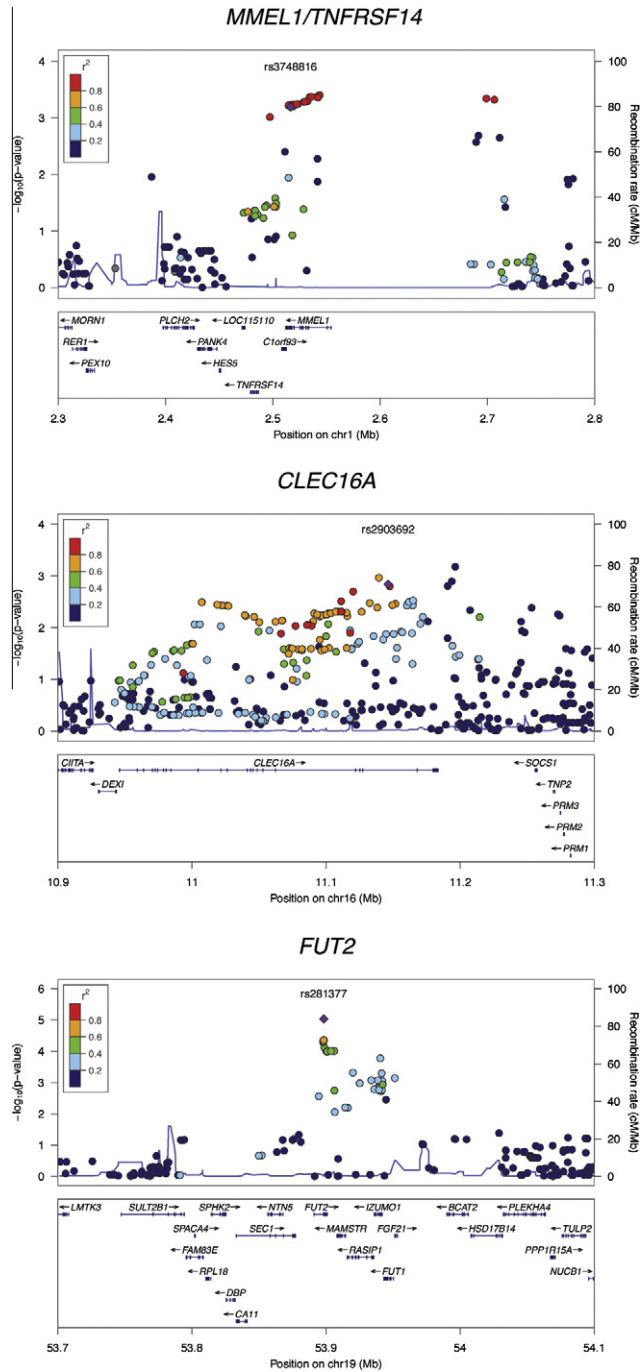 MMEL1/TNFRSF14
rs3748816
r²
0.8
0.6
0.4
0.2
−log₁₀(p−value)
Recombination rate (cM/Mb)
4
3
2
1
0
100
80
60
40
20
0
←MORN1
PLCH2→
←LOC115110
←MMEL1
RER1→
←PANK4
C1orf93→
←PEX10
←HES5
←TNFRSF14
2.3 2.4 2.5 2.6 2.7 2.8
Position on chr1 (Mb)
CLEC16A
rs2903692
r²
0.8
0.6
0.4
0.2
−log₁₀(p−value)
Recombination rate (cM/Mb)
4
3
2
1
0
100
80
60
40
20
0
CIITA→
CLEC16A→
←SOCS1
←DEXI
←TNP2
←PRM3
←PRM2
←PRM1
10.9 11 11.1 11.2 11.3
Position on chr16 (Mb)
FUT2
rs281377
r²
0.8
0.6
0.4
0.2
−log₁₀(p−value)
Recombination rate (cM/Mb)
6
5
4
3
2
1
0
100
80
60
40
20
0
←LMTK3
SULT2B1→
SPHK2→
←NTN5
FUT2→
←IZUMO1
←BCAT2
←PLEKHA4
SPACA4→
SEC1→
←MAMSTR
FGF21→
←HSD17B14
←TULP2
←FAM83E
←RASIP1
PPP1R15A→
←RPL18
←FUT1
NUCB1→
←DBP
←CA11
53.7 53.8 53.9 54 54.1
Position on chr19 (Mb)